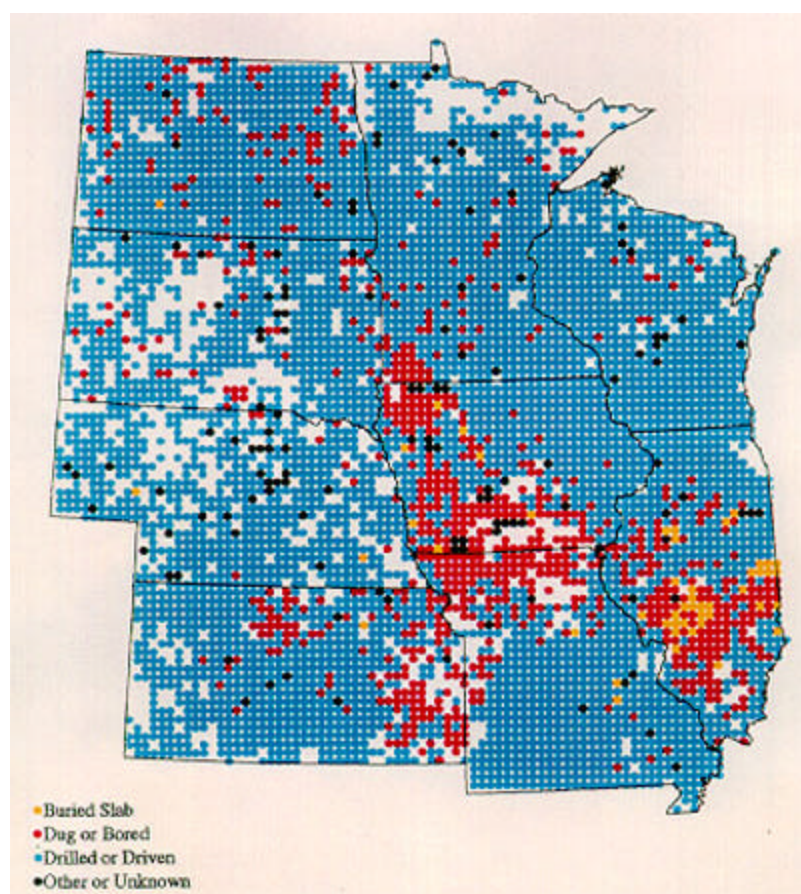 Buried Slab
Dug or Bored
Drilled or Driven
Other or Unknown